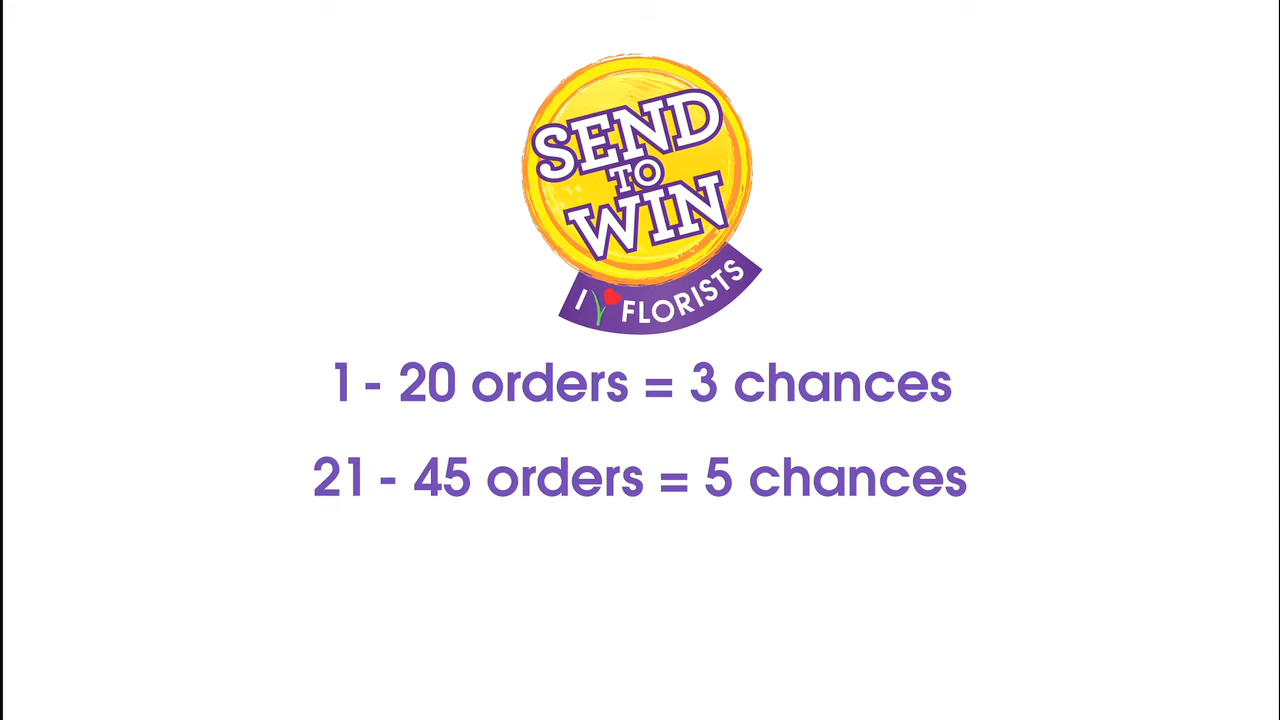 SEND
TO
WIN
I FLORISTS
1 - 20 orders = 3 chances
21 - 45 orders = 5 chances